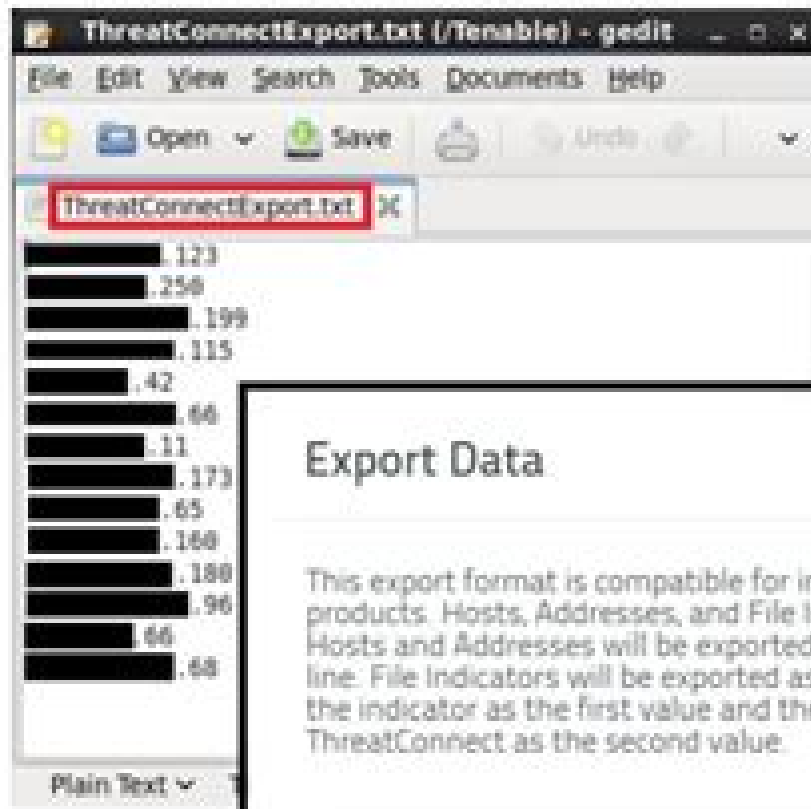 ThreatConnectExport.txt (/Tenable) - gedit
File Edit View Search Tools Documents Help
Open Save Undo
ThreatConnectExport.txt
.123
.250
.199
.115
.42
.66
.11
.173
.65
.160
.180
.96
.66
.68
Plain Text
Export Data
This export format is compatible for
products. Hosts, Addresses, and File
Hosts and Addresses will be exported
line. File Indicators will be exported as
the indicator as the first value and
ThreatConnect as the second value.